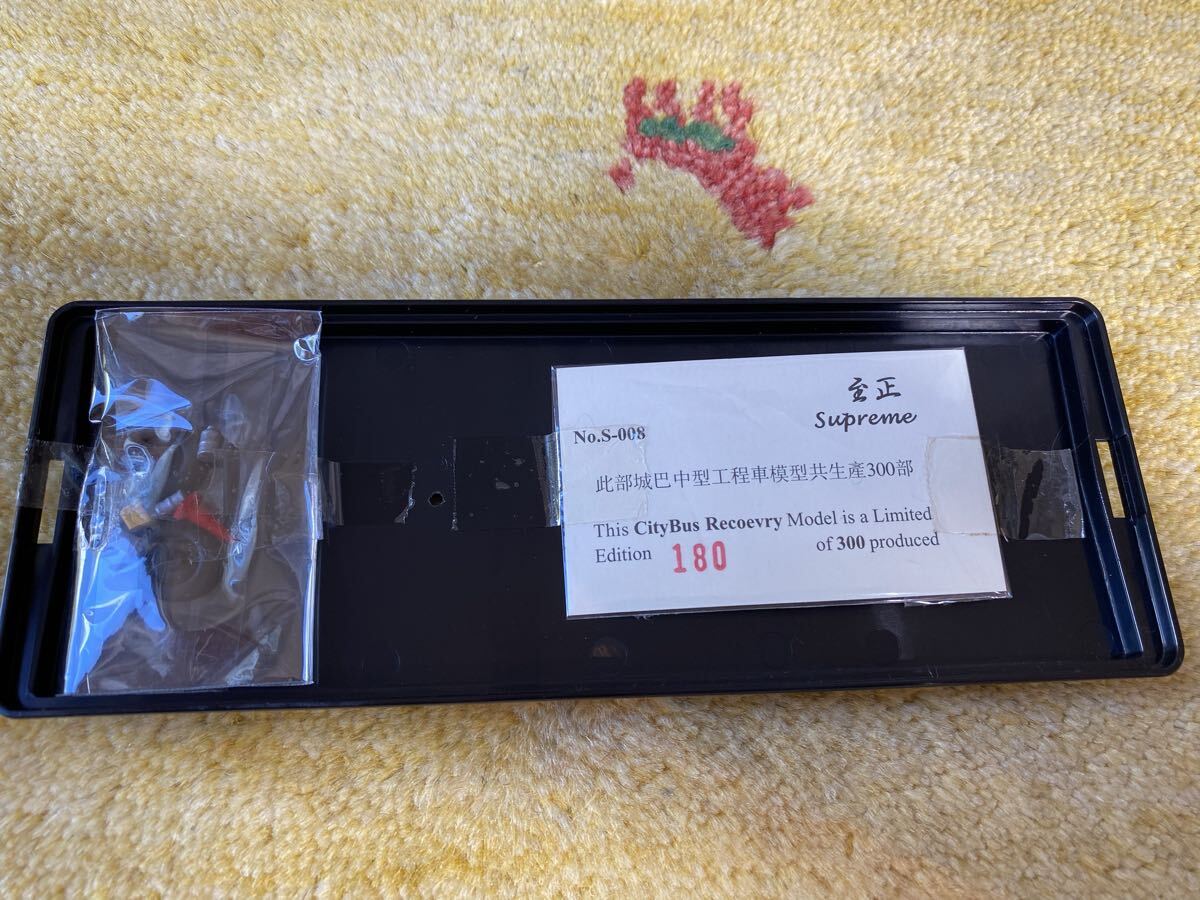 至正
Supreme
No.S-008
此部城巴中型工程車模型共生產300部
This CityBus Recoevry Model is a Limited
Edition 180 of 300 produced